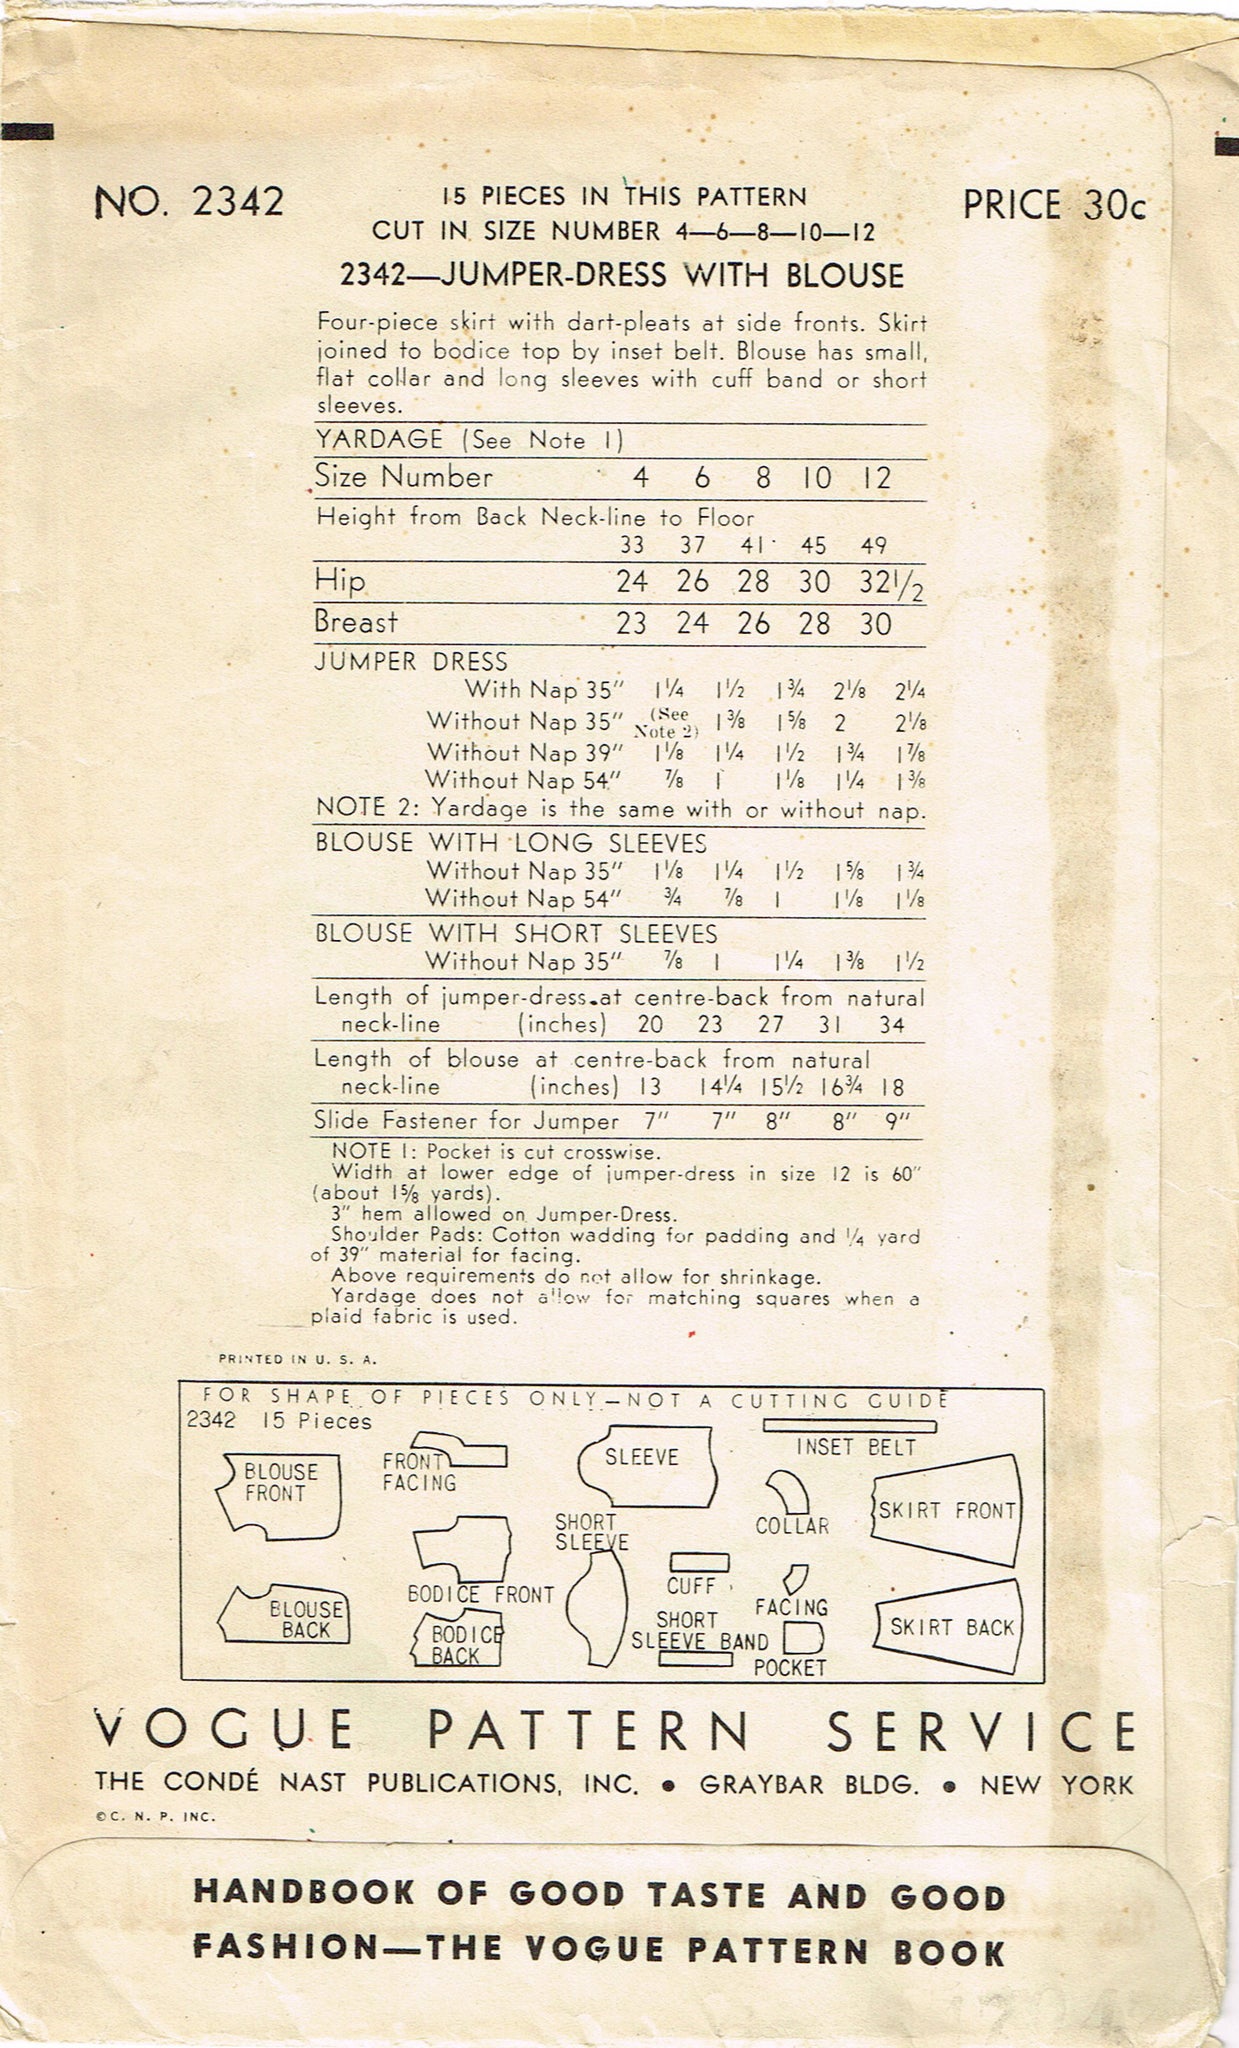 NO. 2342
15 PIECES IN THIS PATTERN
PRICE 30c
CUT IN SIZE NUMBER 4—6—8—10—12
2342—JUMPER-DRESS WITH BLOUSE
Four-piece skirt with dart-pleats at side fronts. Skirt
joined to bodice top by inset belt. Blouse has small,
flat collar and long sleeves with cuff band or short
sleeves.
YARDAGE (See Note 1)
Size Number 4 6 8 10 12
Height from Back Neck-line to Floor
33 37 41 45 49
Hip 24 26 28 30 32½
Breast 23 24 26 28 30
JUMPER DRESS
With Nap 35" 1¼ 1½ 1¾ 2⅛ 2¼
Without Nap 35" (See Note 2) 1⅜ 1⅝ 2 2⅛
Without Nap 39" 1⅛ 1¼ 1½ 1¾ 1⅞
Without Nap 54" ⅞ 1 1⅛ 1¼ 1⅜
NOTE 2: Yardage is the same with or without nap.
BLOUSE WITH LONG SLEEVES
Without Nap 35" 1⅛ 1¼ 1½ 1⅝ 1¾
Without Nap 54" ¾ ⅞ 1 1⅛ 1⅛
BLOUSE WITH SHORT SLEEVES
Without Nap 35" ⅞ 1 1¼ 1⅜ 1½
Length of jumper-dress at centre-back from natural
neck-line (inches) 20 23 27 31 34
Length of blouse at centre-back from natural
neck-line (inches) 13 14¼ 15½ 16¾ 18
Slide Fastener for Jumper 7" 7" 8" 8" 9"
NOTE 1: Pocket is cut crosswise.
Width at lower edge of jumper-dress in size 12 is 60"
(about 1⅝ yards).
3" hem allowed on Jumper-Dress.
Shoulder Pads: Cotton wadding for padding and ¼ yard
of 39" material for facing.
Above requirements do not allow for shrinkage.
Yardage does not allow for matching squares when a
plaid fabric is used.
PRINTED IN U. S. A.
FOR SHAPE OF PIECES ONLY—NOT A CUTTING GUIDE
2342 15 Pieces
BLOUSE
FRONT
FRONT
FACING
SLEEVE
INSET BELT
COLLAR
SKIRT FRONT
SHORT
SLEEVE
BODICE FRONT
CUFF
FACING
BLOUSE
BACK
BODICE
BACK
SHORT
SLEEVE BAND
POCKET
SKIRT BACK
VOGUE PATTERN SERVICE
THE CONDÉ NAST PUBLICATIONS, INC. • GRAYBAR BLDG. • NEW YORK
©C. N. P. INC.
HANDBOOK OF GOOD TASTE AND GOOD
FASHION—THE VOGUE PATTERN BOOK